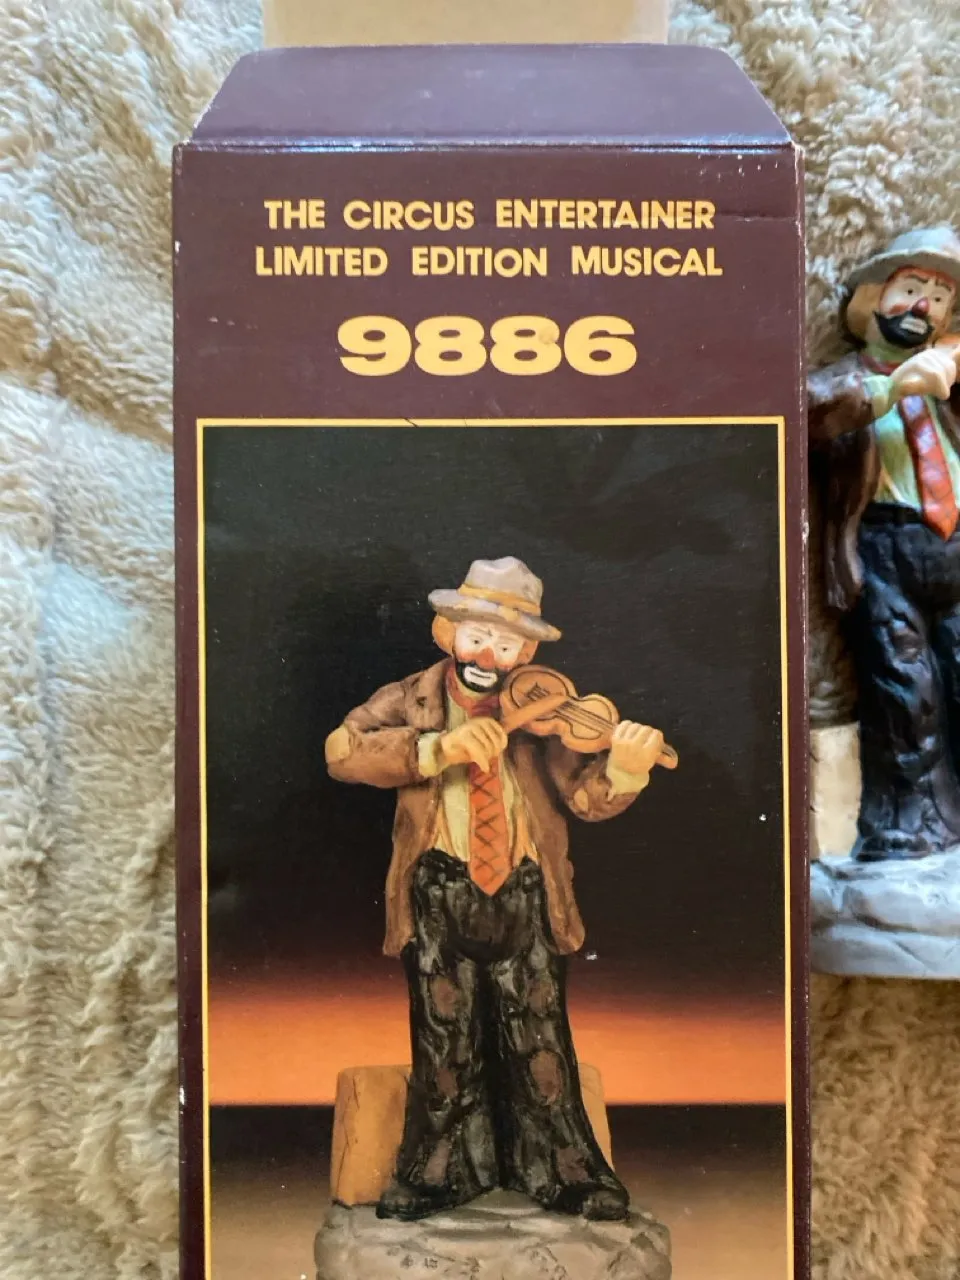 THE CIRCUS ENTERTAINER
LIMITED EDITION MUSICAL
9886